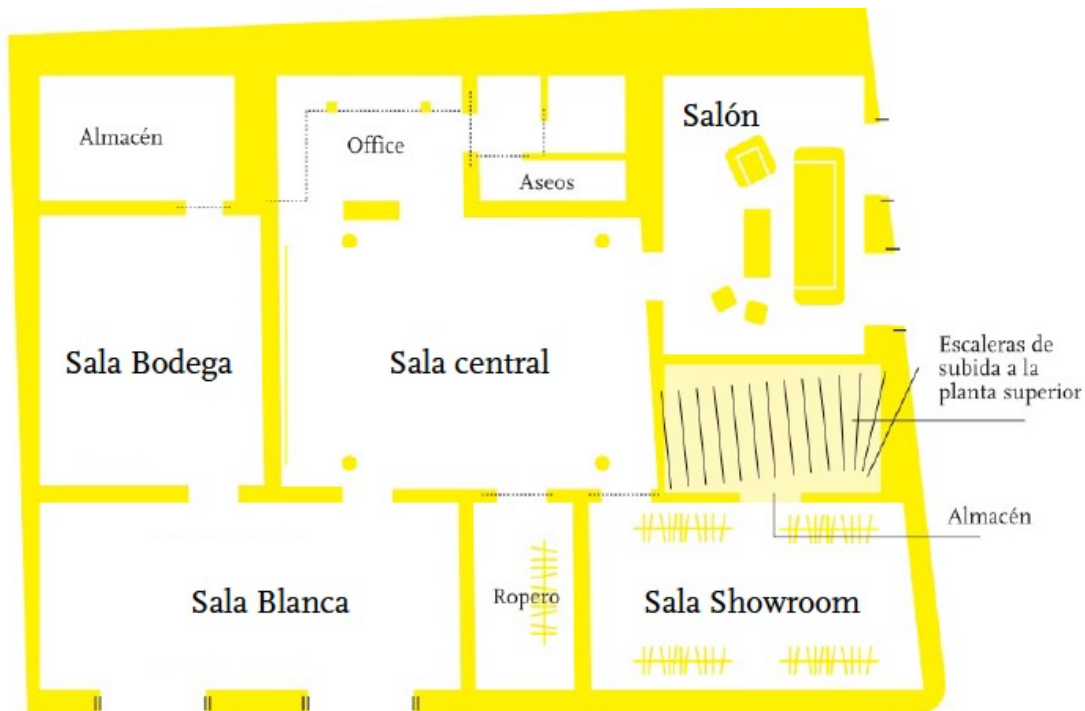 Salón
Almacén
Office
Aseos
Sala Bodega
Sala central
Escaleras de
subida a la
planta superior
Almacén
Sala Blanca
Ropero
Sala Showroom